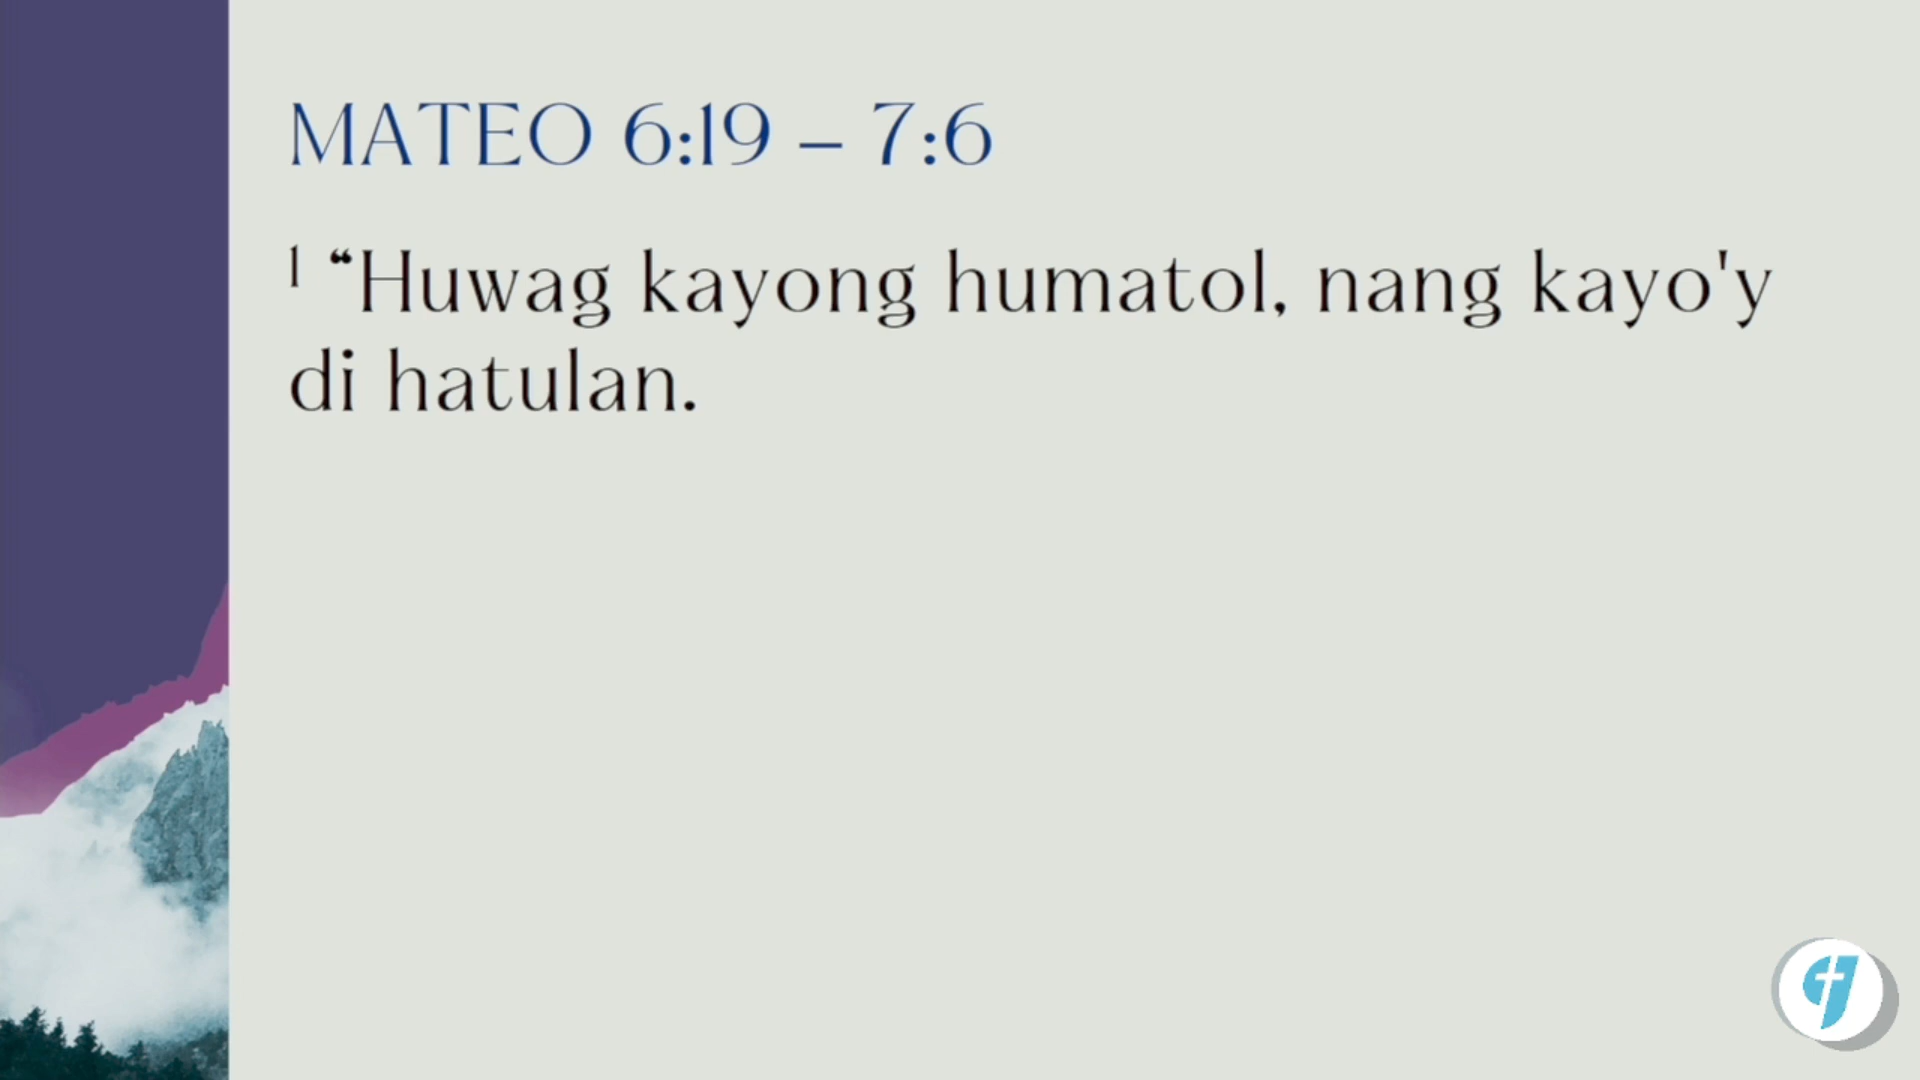 MATEO 6:19 – 7:6
1 “Huwag kayong humatol, nang kayo'y
di hatulan.